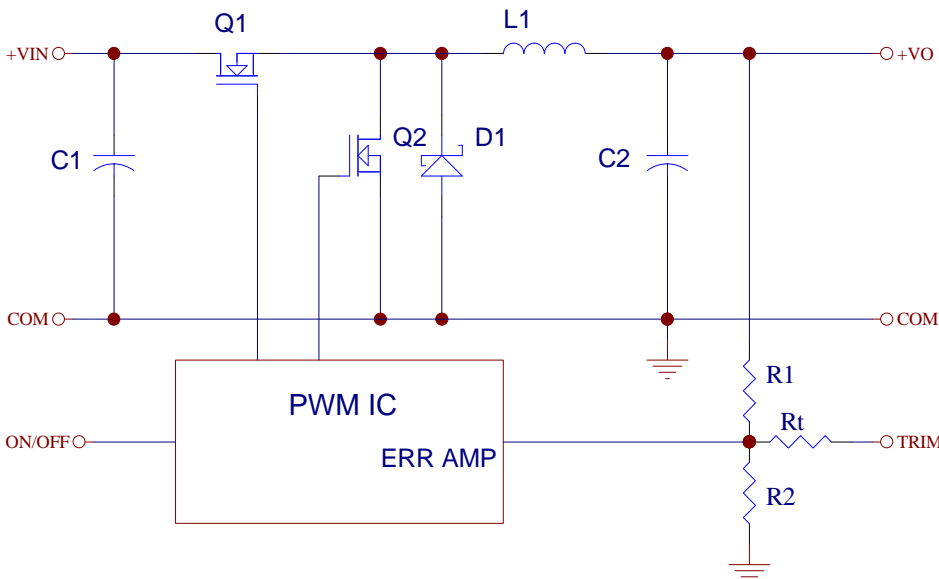 Q1
L1
+VIN
+VO
C1
Q2
D1
C2
COM
COM
R1
PWM IC
Rt
ON/OFF
ERR AMP
TRIM
R2